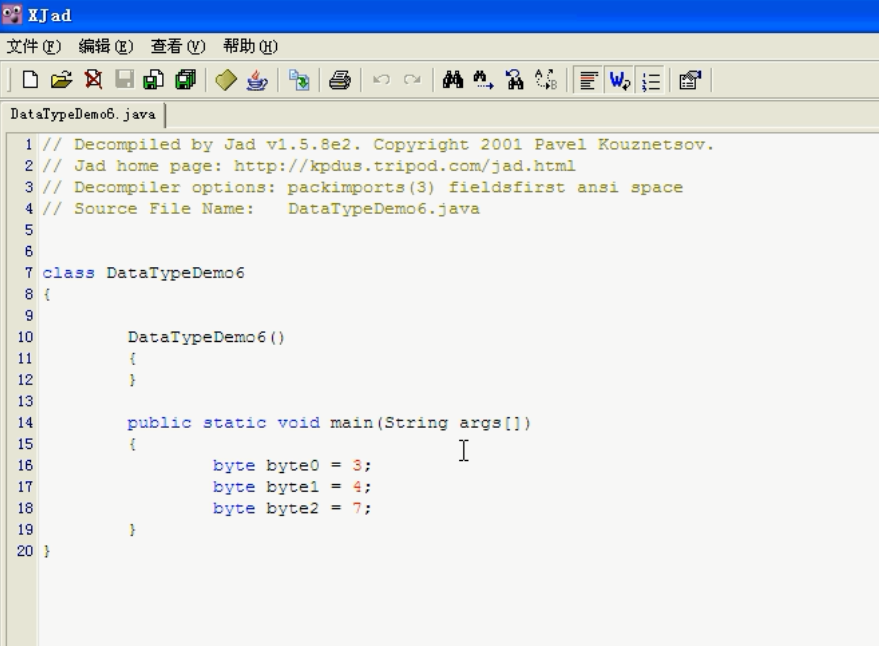 XJad
文件(F) 编辑(E) 查看(V) 帮助(H)
DataTypeDemo6.java
1 // Decompiled by Jad v1.5.8e2. Copyright 2001 Pavel Kouznetsov.
2 // Jad home page: http://kpdus.tripod.com/jad.html
3 // Decompiler options: packimports(3) fieldsfirst ansi space
4 // Source File Name:   DataTypeDemo6.java
5
6
7 class DataTypeDemo6
8 {
9
10         DataTypeDemo6()
11         {
12         }
13
14         public static void main(String args[])
15         {
16                 byte byte0 = 3;
17                 byte byte1 = 4;
18                 byte byte2 = 7;
19         }
20 }